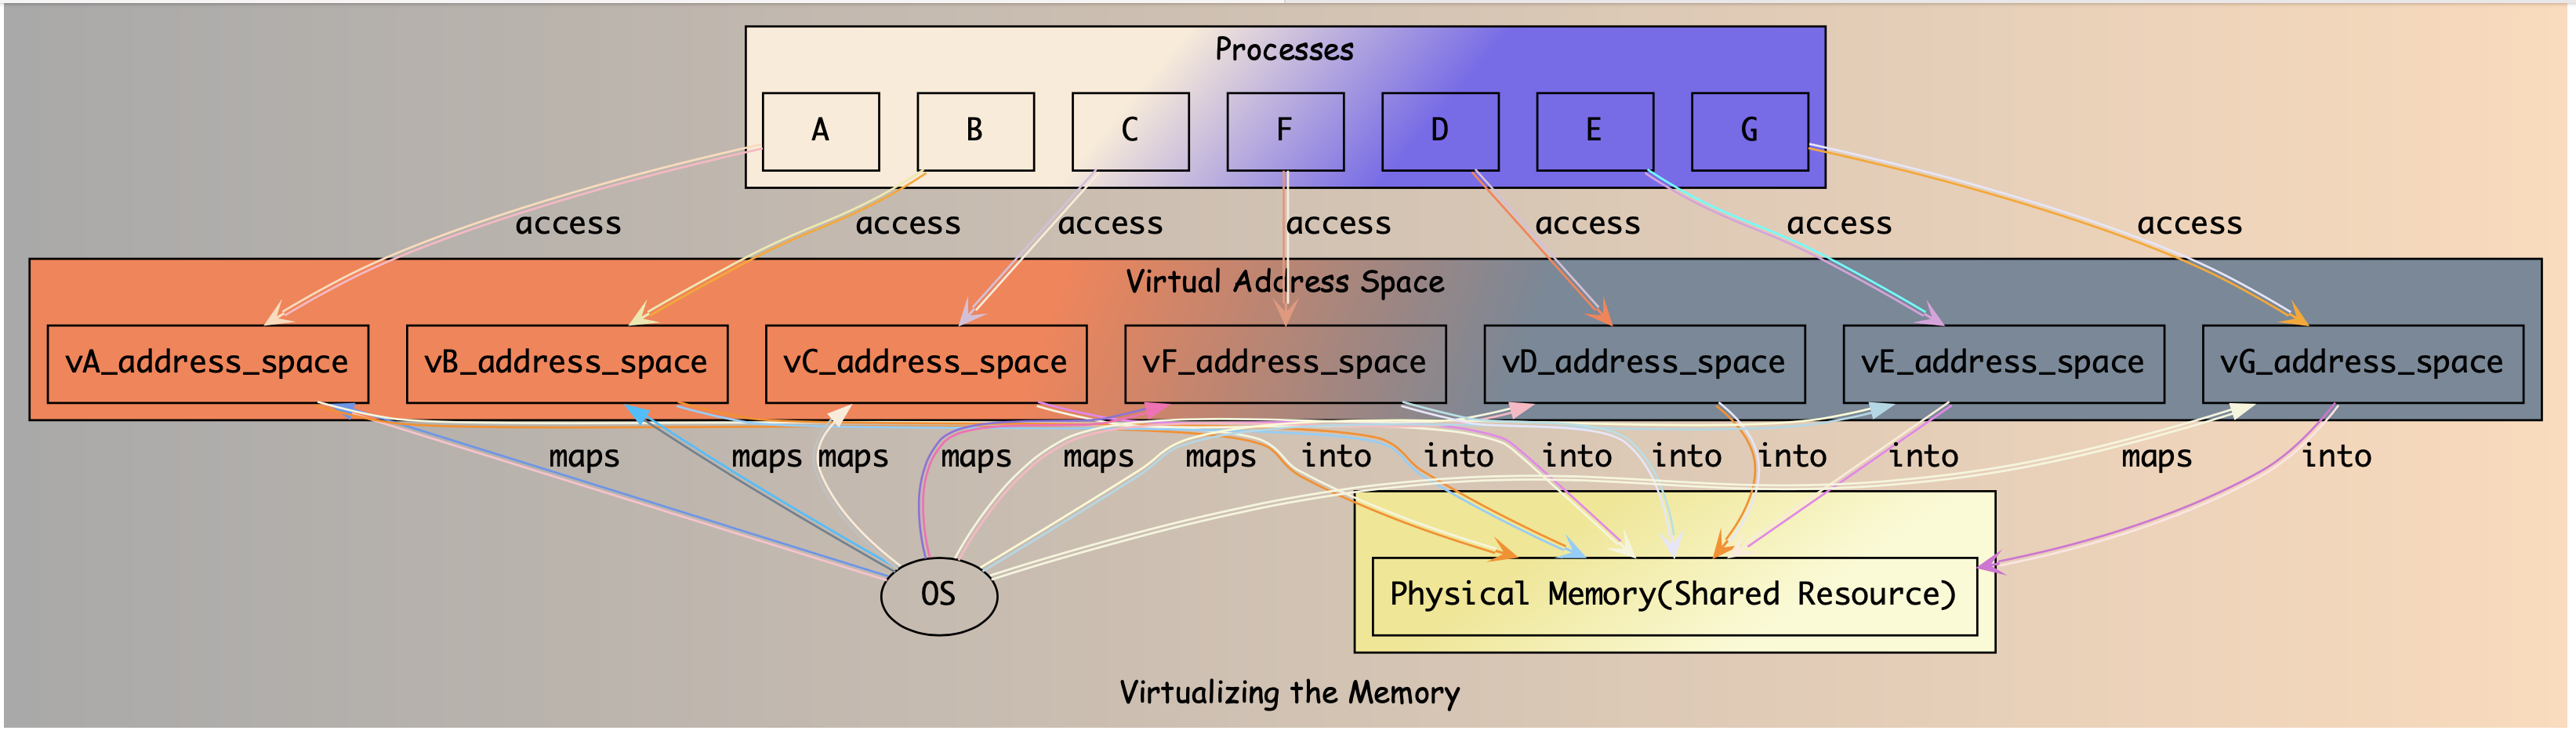 Processes
A B C F D E G
access access access access access access access
Virtual Address Space
vA_address_space vB_address_space vC_address_space vF_address_space vD_address_space vE_address_space vG_address_space
maps maps maps maps maps maps into into into into into into maps into
OS Physical Memory(Shared Resource)
Virtualizing the Memory